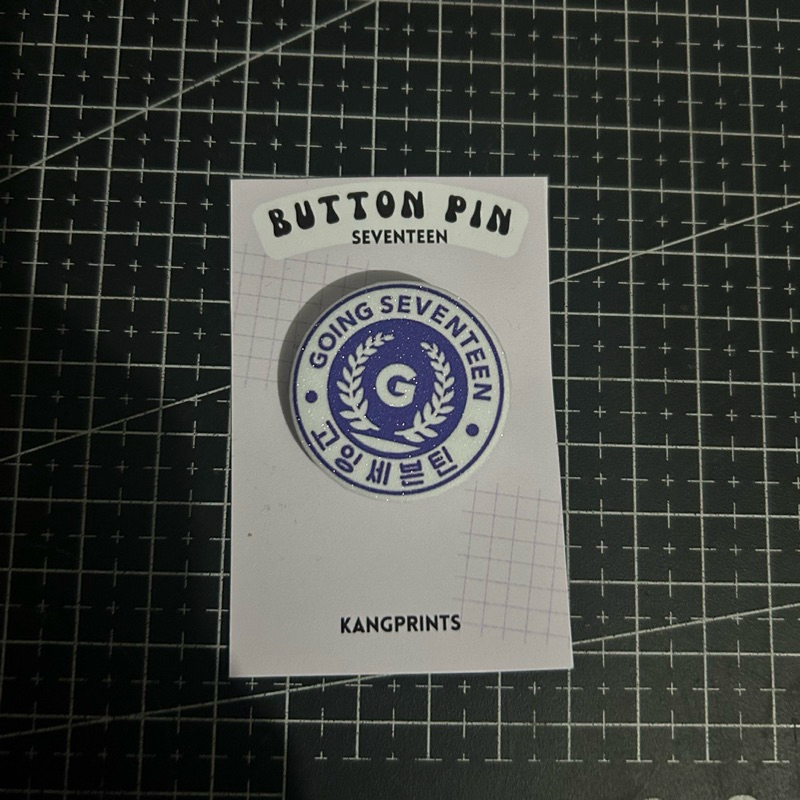 BUTTON PIN
SEVENTEEN
GOING SEVENTEEN
G
고잉세븐틴
KANGPRINTS